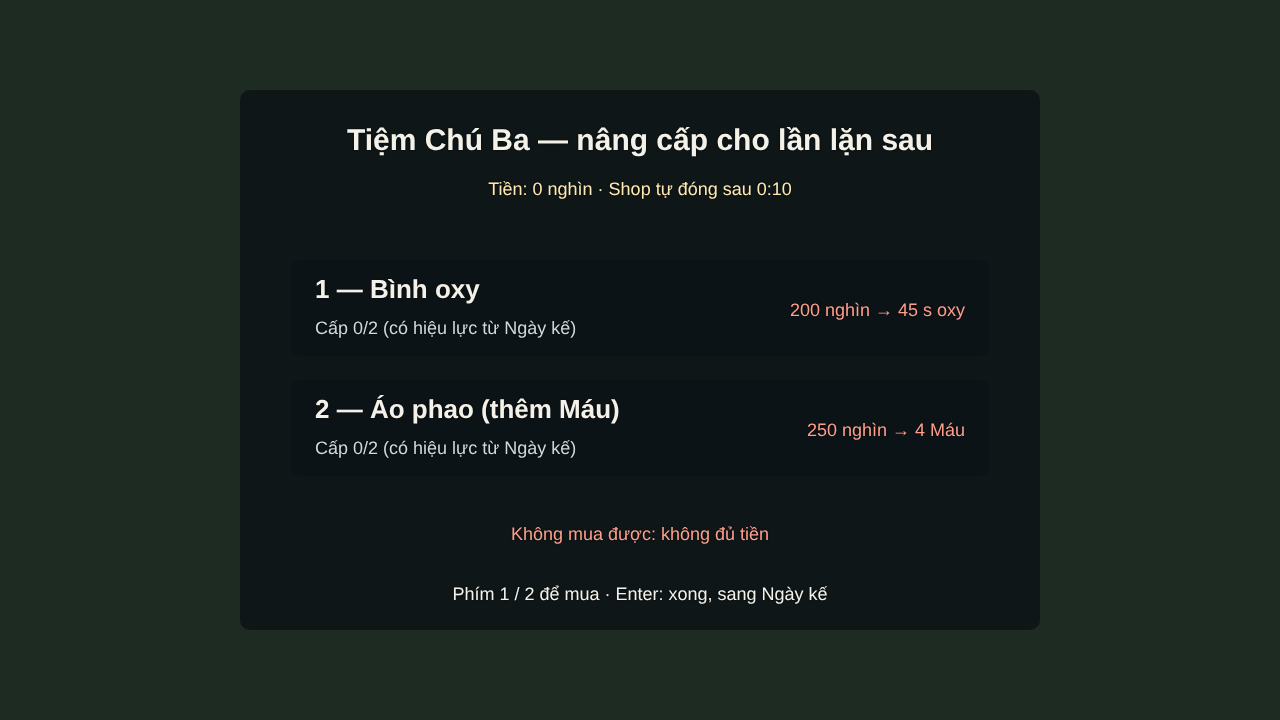 Tiệm Chú Ba — nâng cấp cho lần lặn sau
Tiền: 0 nghìn · Shop tự đóng sau 0:10
1 — Bình oxy
200 nghìn → 45 s oxy
Cấp 0/2 (có hiệu lực từ Ngày kế)
2 — Áo phao (thêm Máu)
250 nghìn → 4 Máu
Cấp 0/2 (có hiệu lực từ Ngày kế)
Không mua được: không đủ tiền
Phím 1 / 2 để mua · Enter: xong, sang Ngày kế